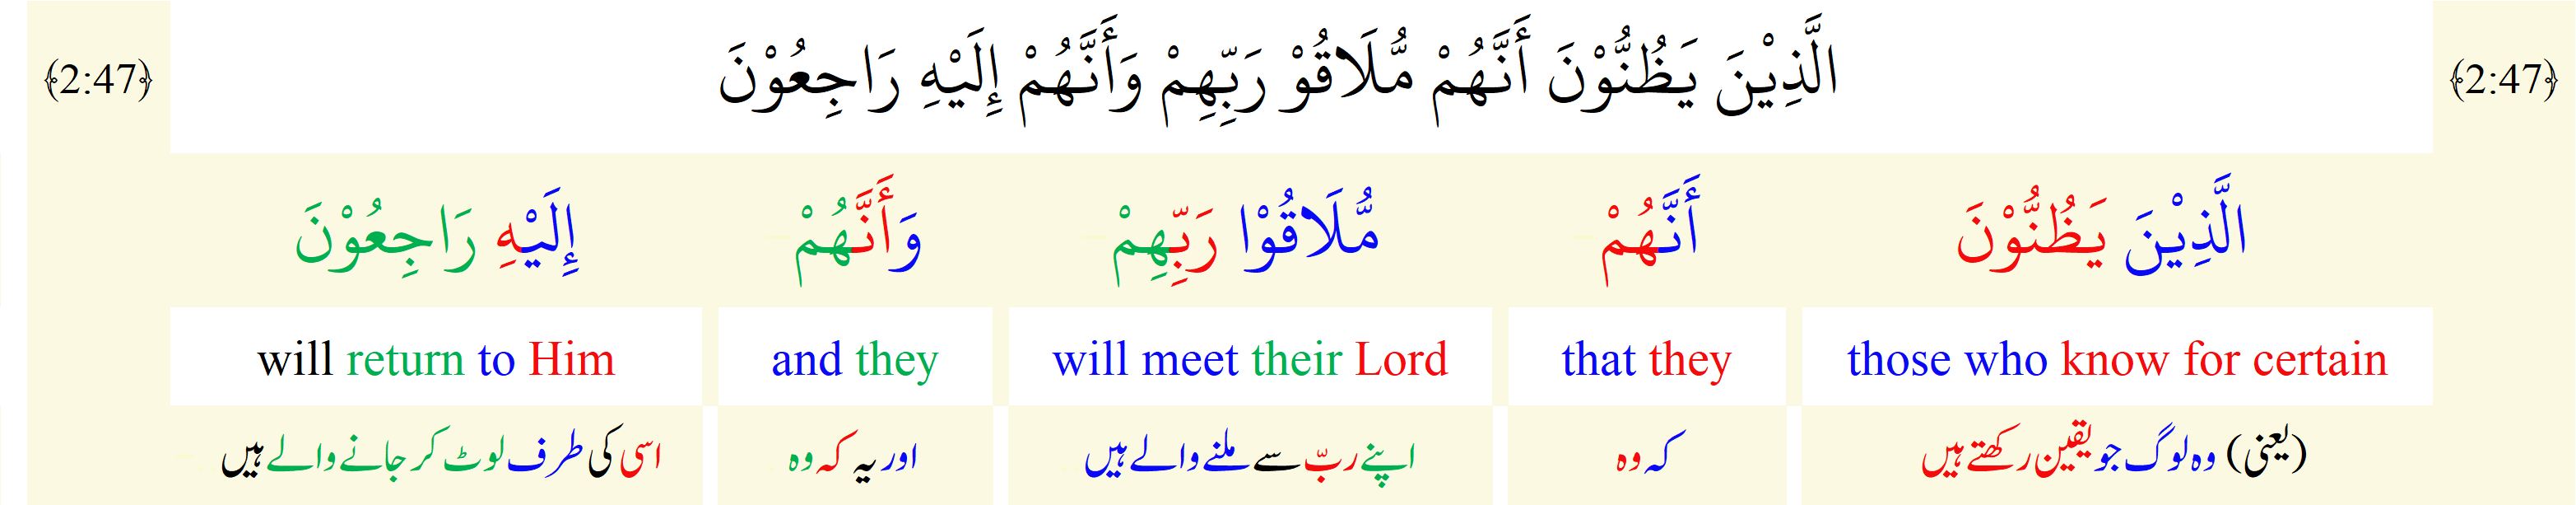 ﴿2:47﴾ الَّذِيْنَ يَظُنُّوْنَ أَنَّهُمْ مُّلَاقُوْ رَبِّهِمْ وَأَنَّهُمْ إِلَيْهِ رَاجِعُوْنَ ﴿2:47﴾
الَّذِيْنَ يَظُنُّوْنَ أَنَّهُمْ مُّلَاقُوْا رَبِّهِمْ وَأَنَّهُمْ إِلَيْهِ رَاجِعُوْنَ
will return to Him and they will meet their Lord that they those who know for certain
(یعنی) وہ لوگ جو یقین رکھتے ہیں کہ وہ اپنے ربّ سے ملنے والے ہیں اور یہ کہ وہ اسی کی طرف لوٹ کر جانے والے ہیں